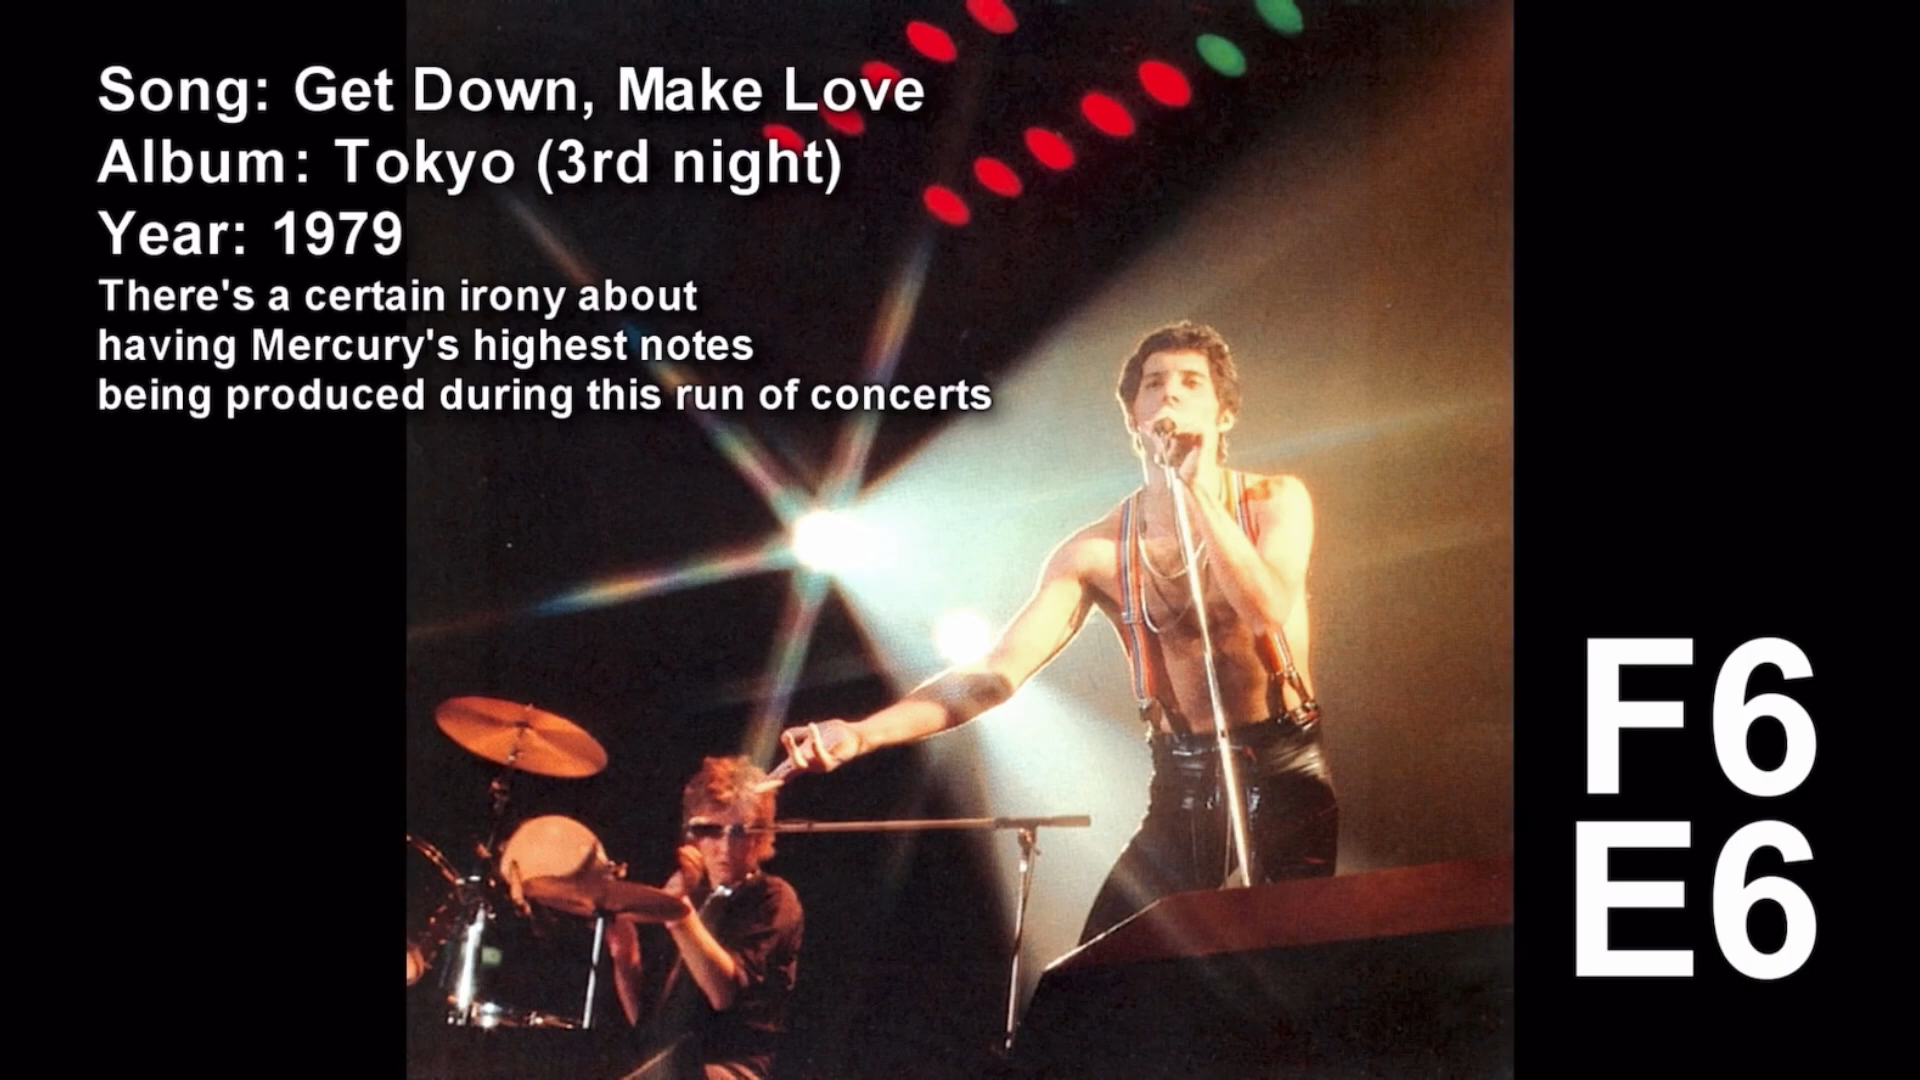 Song: Get Down, Make Love
Album: Tokyo (3rd night)
Year: 1979
There's a certain irony about
having Mercury's highest notes
being produced during this run of concerts
F6
E6